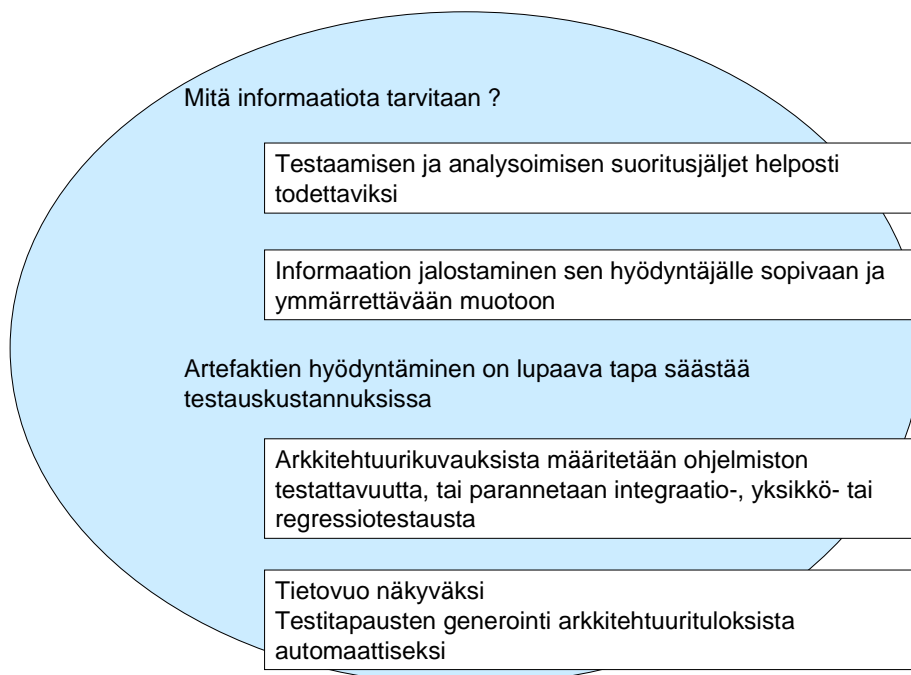 Mitä informaatiota tarvitaan ?
Testaamisen ja analysoimisen suoritusjäljet helposti
todettaviksi
Informaation jalostaminen sen hyödyntäjälle sopivaan ja
ymmärrettävään muotoon
Artefaktien hyödyntäminen on lupaava tapa säästää
testauskustannuksissa
Arkkitehtuurikuvauksista määritetään ohjelmiston
testattavuutta, tai parannetaan integraatio-, yksikkö- tai
regressiotestausta
Tietovuo näkyväksi
Testitapausten generointi arkkitehtuurituloksista
automaattiseksi